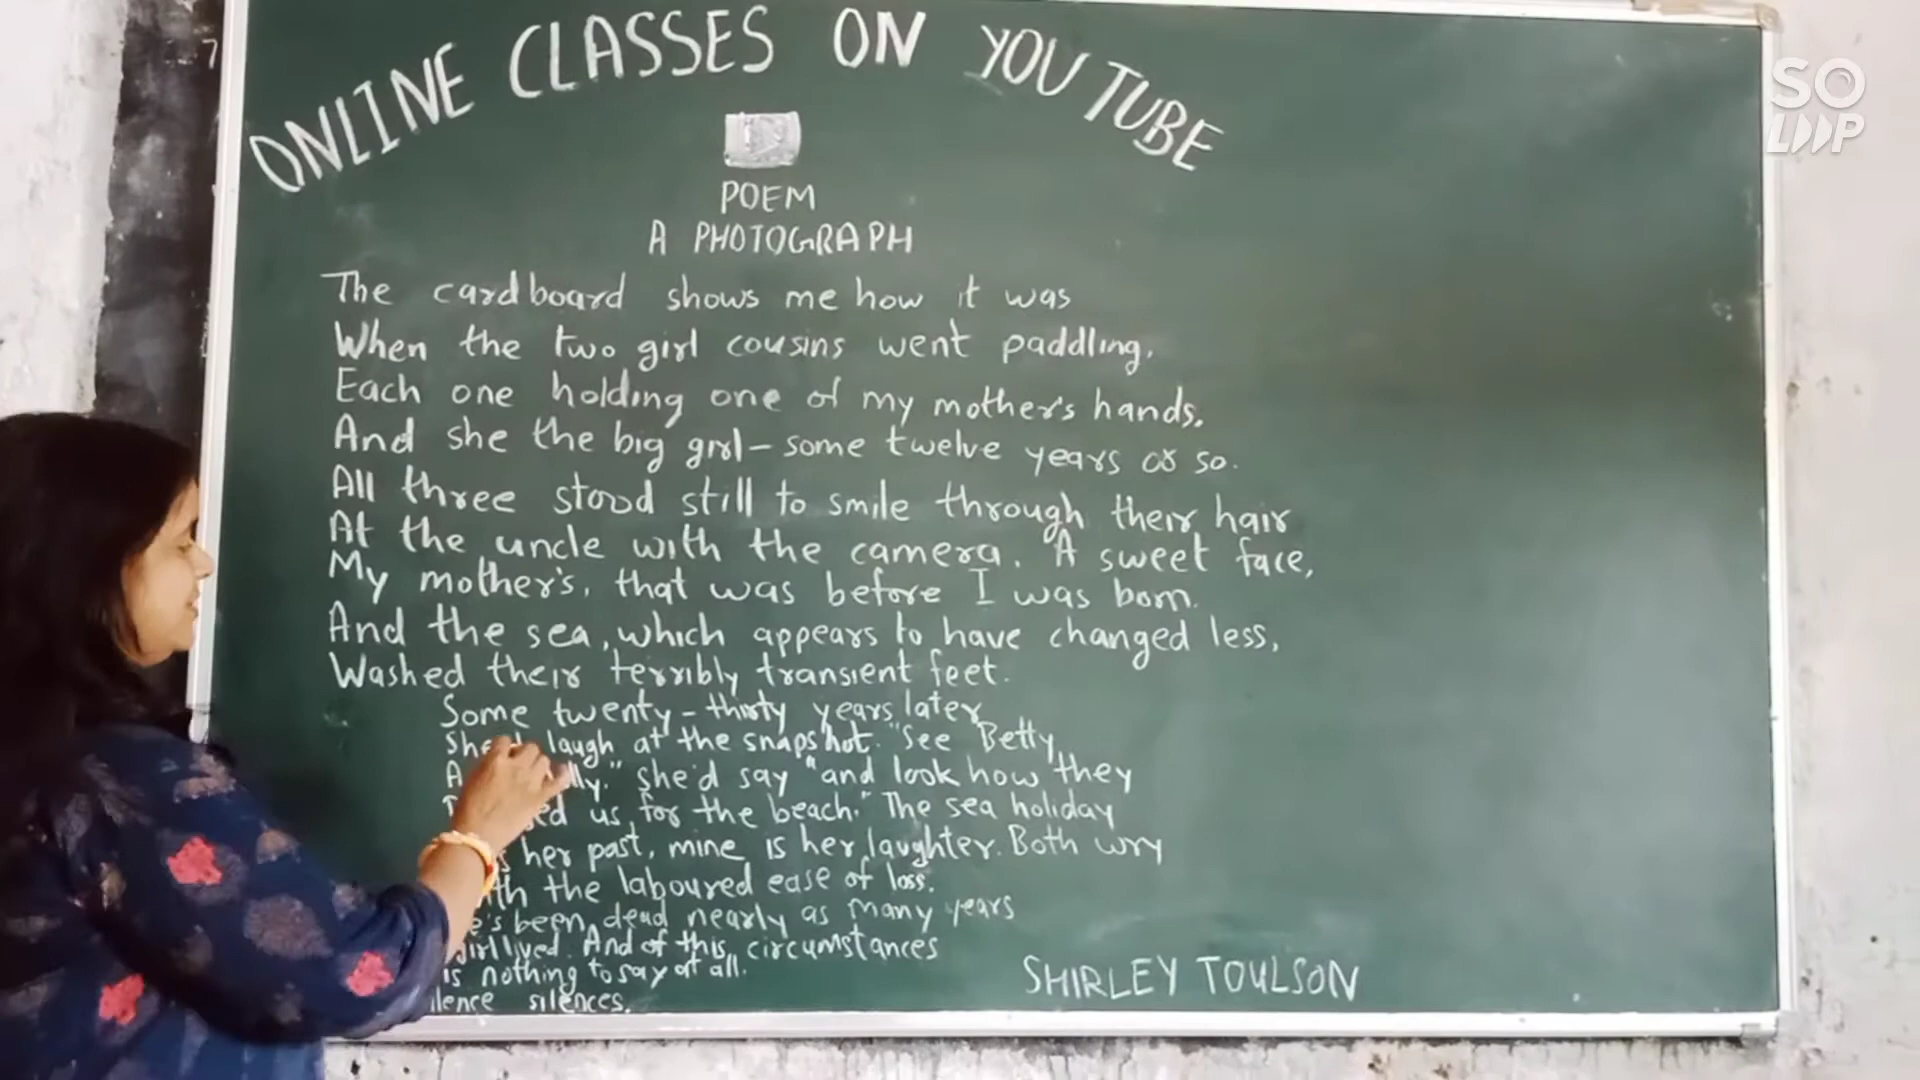 ONLINE CLASSES ON YOU TUBE
POEM
A PHOTOGRAPH
The cardboard shows me how it was
When the two girl cousins went paddling,
Each one holding one of my mother's hands,
And she the big girl - some twelve years or so.
All three stood still to smile through their hair
At the uncle with the camera. A sweet face,
My mother's, that was before I was born.
And the sea, which appears to have changed less,
Washed their terribly transient feet.
Some twenty - thirty years later
laugh at the snapshot. "See Betty,
she'd say "and look how they
us for the beach." The sea holiday
her past, mine is her laughter. Both wry
the laboured ease of loss.
been dead nearly as many years
girl lived. And of this circumstances
is nothing to say at all.
silences.
SHIRLEY TOULSON
SO
LOOP